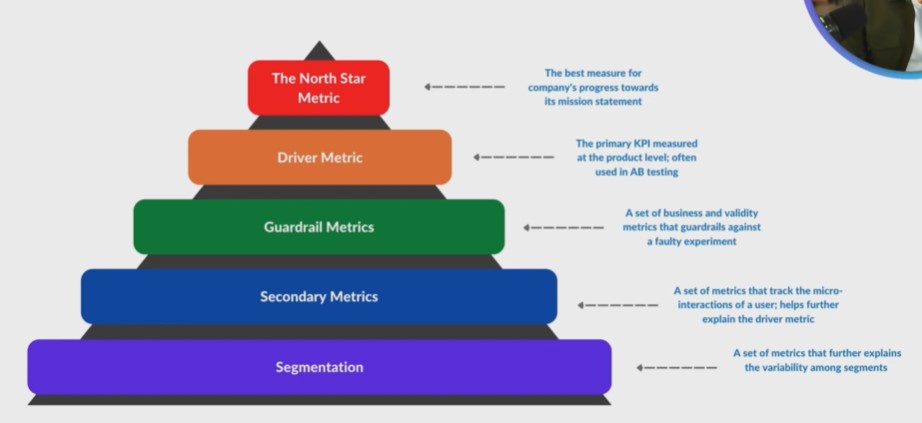 The North Star
Metric
The best measure for
company's progress towards
its mission statement
Driver Metric
The primary KPI measured
at the product level; often
used in AB testing
Guardrail Metrics
A set of business and validity
metrics that guardrails against
a faulty experiment
Secondary Metrics
A set of metrics that track the micro-
interactions of a user; helps further
explain the driver metric
Segmentation
A set of metrics that further explains
the variability among segments